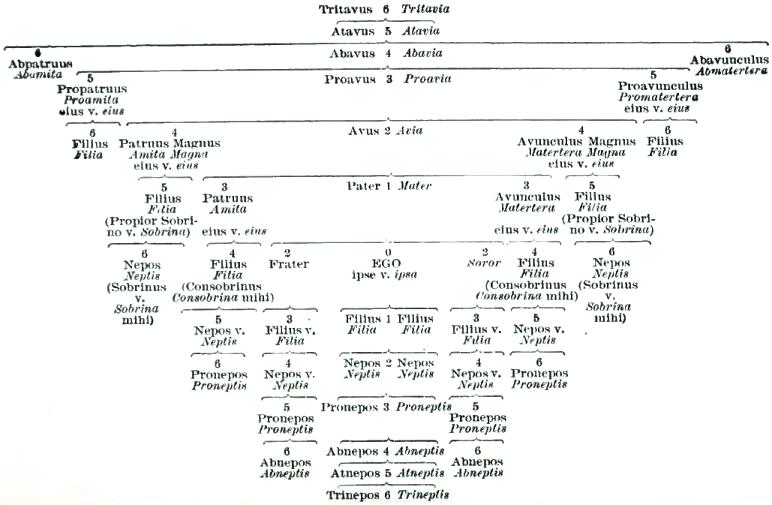 Tritavus 6 Tritavia
Atavus 5 Atavia
6 Abavus 4 Abavia 6
Abpatruus Abavunculus
Abamita Abmatertera
5 Proavus 3 Proavia 5
Propatruus Proavunculus
Proamita Promatertera
eius v. eius eius v. eius
6 4 Avus 2 Avia 4 6
Filius Patruus Magnus Avunculus Magnus Filius
Filia Amita Magna Matertera Magna Filia
eius v. eius eius v. eius
5 3 Pater 1 Mater 3 5
Filius Patruus Avunculus Filius
Filia Amita Matertera Filia
(Propior Sobri- (Propior Sobri-
no v. Sobrina) eius v. eius eius v. eius no v. Sobrina)
6 4 2 0 2 4 6
Nepos Filius Frater EGO Soror Filius Nepos
Neptis Filia ipse v. ipsa Filia Neptis
(Sobrinus (Consobrinus (Consobrinus (Sobrinus
v. Consobrina mihi) Consobrina mihi) v.
Sobrina Sobrina
mihi) mihi)
5 3 Filius 1 Filius 3 5
Nepos v. Filius v. Filia Filia Filius v. Nepos v.
Neptis Filia Filia Neptis
6 4 Nepos 2 Nepos 4 6
Pronepos Nepos v. Neptis Neptis Nepos v. Pronepos
Proneptis Neptis Neptis Proneptis
5 Pronepos 3 Proneptis 5
Pronepos Pronepos
Proneptis Proneptis
6 Abnepos 4 Abneptis 6
Abnepos Abnepos
Abneptis Atnepos 5 Atneptis Abneptis
Trinepos 6 Trineptis